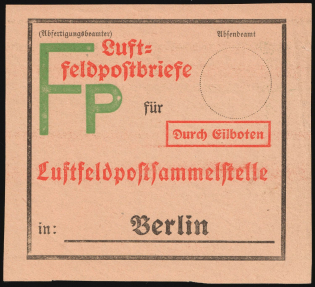 (Abfertigungsbeamter) Absendeamt
FP Luft=
feldpostbriefe
für
Durch Eilboten
Luftfeldpostsammelstelle
in: Berlin